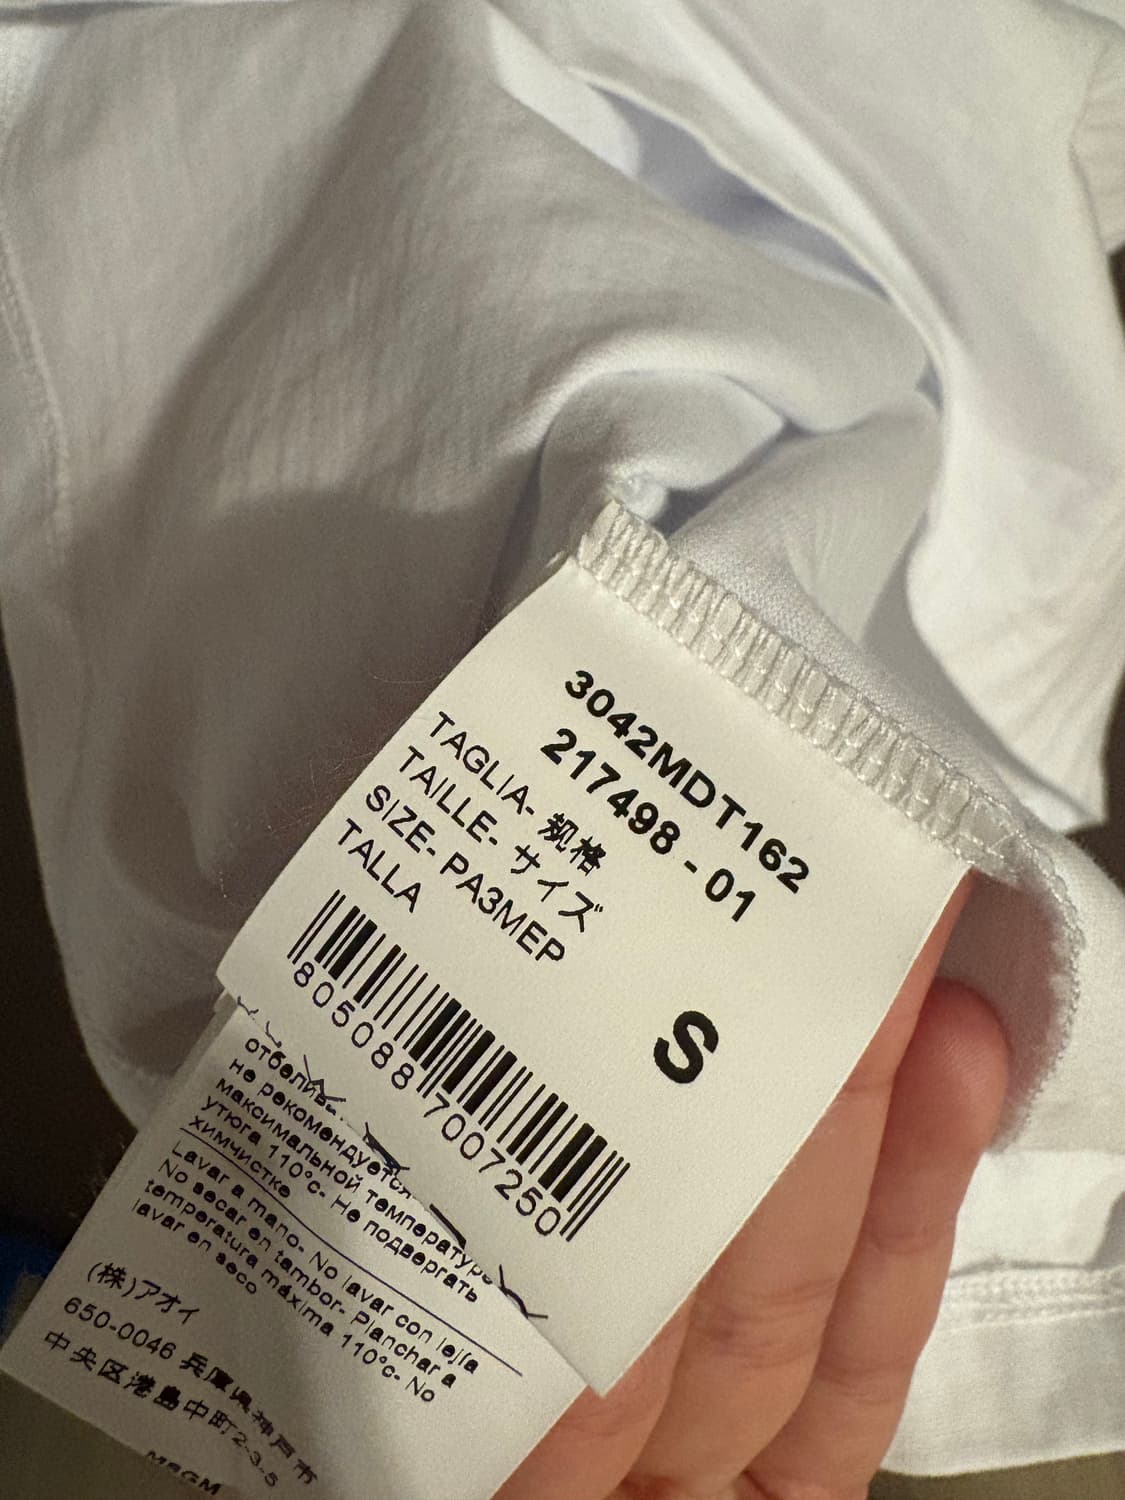 3042MDT162
217498-01
TAGLIA- 规格
TAILLE- サイズ
SIZE- РАЗМЕР
TALLA
S
8050887007250
не рекомендуется
максимальной температуре
утюга 110°c- Не подвергать
химчистке
Lavar a mano- No lavar con lejía
No secar en tambor- Planchar a
temperatura máxima 110°c- No
lavar en seco
(株)アオイ
650-0046 兵庫県神戸市
中央区港島中町2-3-5
MSGM